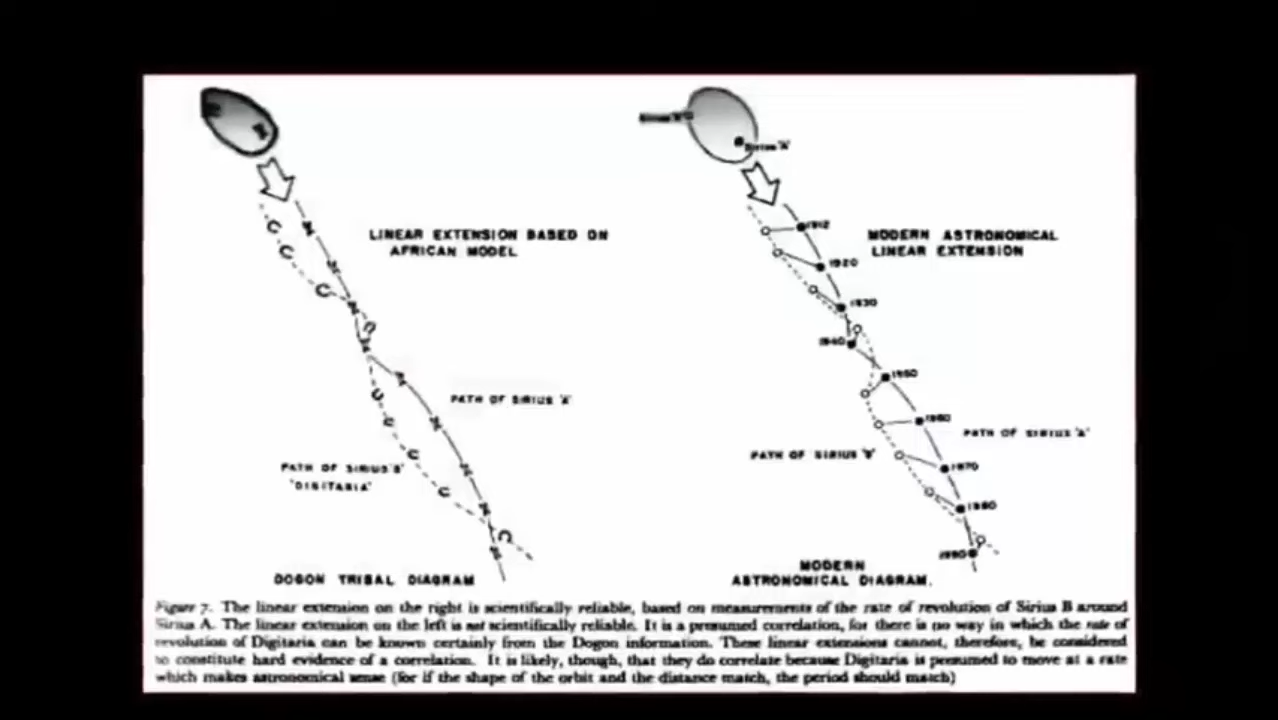 Sirius 'A'
LINEAR EXTENSION BASED ON
AFRICAN MODEL
PATH OF SIRIUS 'A'
PATH OF SIRIUS 'B'
'DIGITARIA'
DOGON TRIBAL DIAGRAM
MODERN ASTRONOMICAL
LINEAR EXTENSION
1912
1920
1930
1940
1950
1960
1970
1980
1990
PATH OF SIRIUS 'A'
PATH OF SIRIUS 'B'
MODERN
ASTRONOMICAL DIAGRAM.
Figure 7. The linear extension on the right is scientifically reliable, based on measurements of the rate of revolution of Sirius B around
Sirius A. The linear extension on the left is not scientifically reliable. It is a presumed correlation, for there is no way in which the rate of
revolution of Digitaria can be known certainly from the Dogon information. These linear extensions cannot, therefore, be considered
to constitute hard evidence of a correlation. It is likely, though, that they do correlate because Digitaria is presumed to move at a rate
which makes astronomical sense (for if the shape of the orbit and the distance match, the period should match)